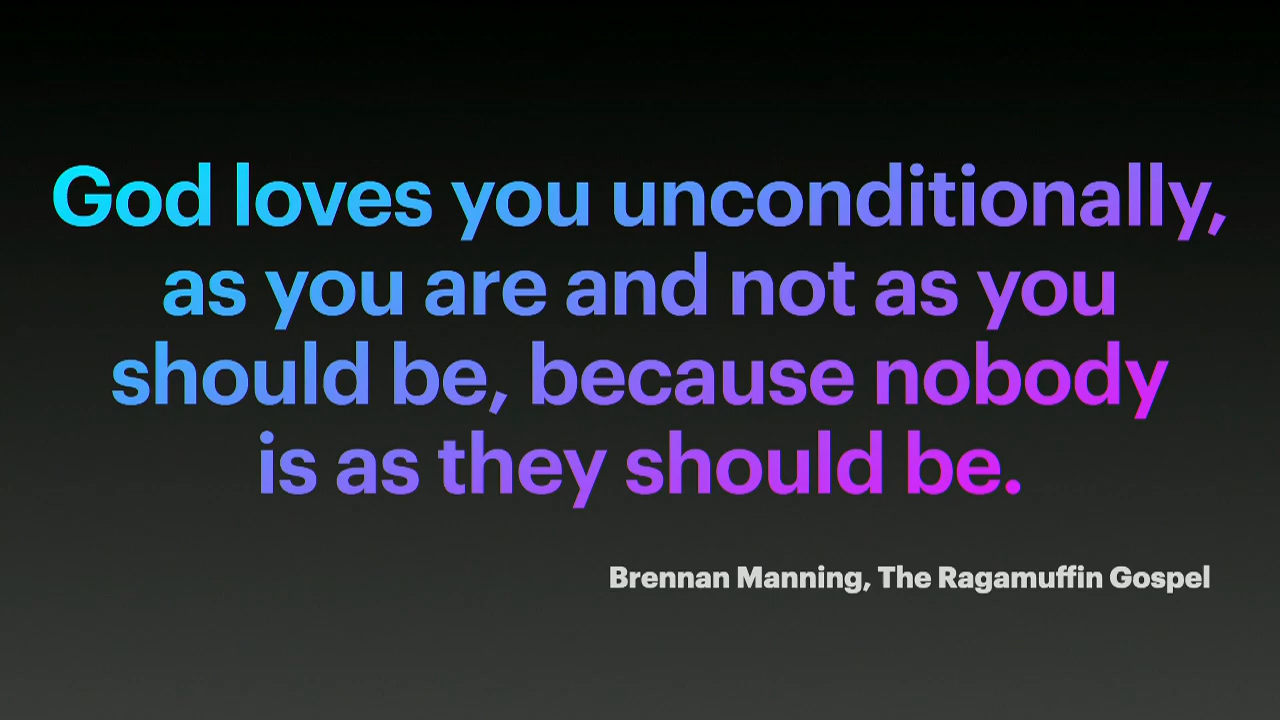 God loves you unconditionally,
as you are and not as you
should be, because nobody
is as they should be.
Brennan Manning, The Ragamuffin Gospel